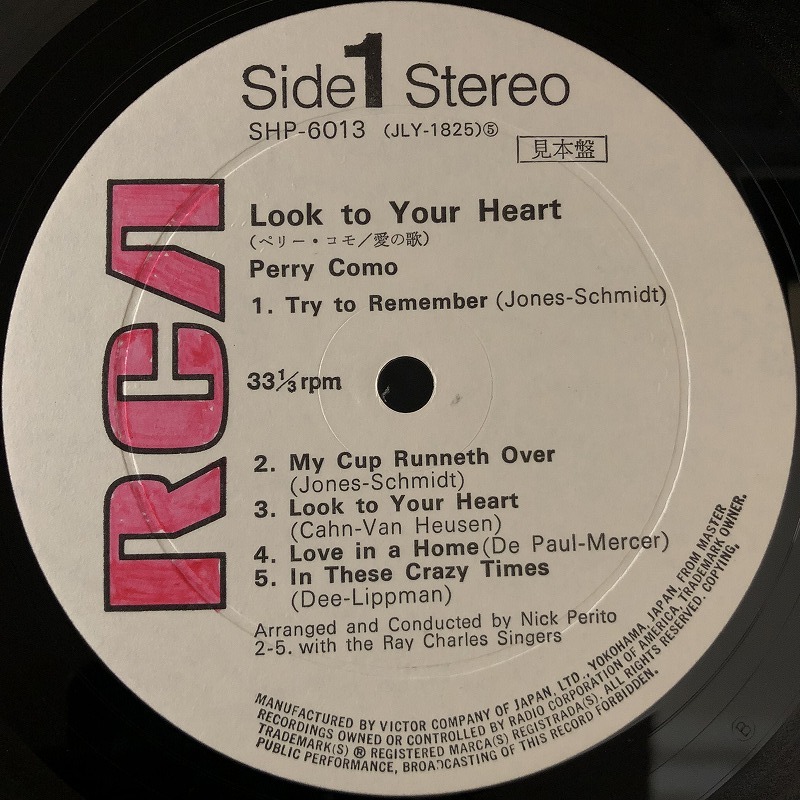 Side 1 Stereo
SHP-6013 (JLY-1825)⑤
見本盤
RCA
Look to Your Heart
(ペリー・コモ/愛の歌)
Perry Como
1. Try to Remember (Jones-Schmidt)
33⅓ rpm
2. My Cup Runneth Over
(Jones-Schmidt)
3. Look to Your Heart
(Cahn-Van Heusen)
4. Love in a Home (De Paul-Mercer)
5. In These Crazy Times
(Dee-Lippman)
Arranged and Conducted by Nick Perito
2-5. with the Ray Charles Singers
MANUFACTURED BY VICTOR COMPANY OF JAPAN, LTD., YOKOHAMA, JAPAN, FROM MASTER
RECORDINGS OWNED OR CONTROLLED BY RADIO CORPORATION OF AMERICA, TRADEMARK OWNER.
TRADEMARK(S) ® REGISTERED MARCA(S) REGISTRADA(S). ALL RIGHTS RESERVED. COPYING,
PUBLIC PERFORMANCE, BROADCASTING OF THIS RECORD FORBIDDEN.
Ⓑ